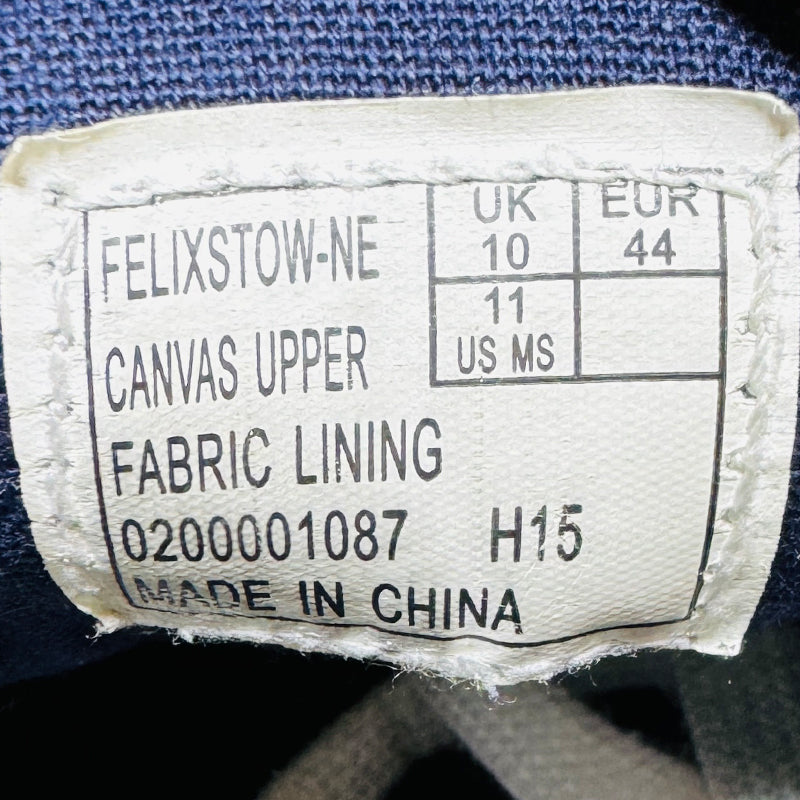 FELIXSTOW-NE
UK 10
EUR 44
11 US MS
CANVAS UPPER
FABRIC LINING
0200001087 H15
MADE IN CHINA